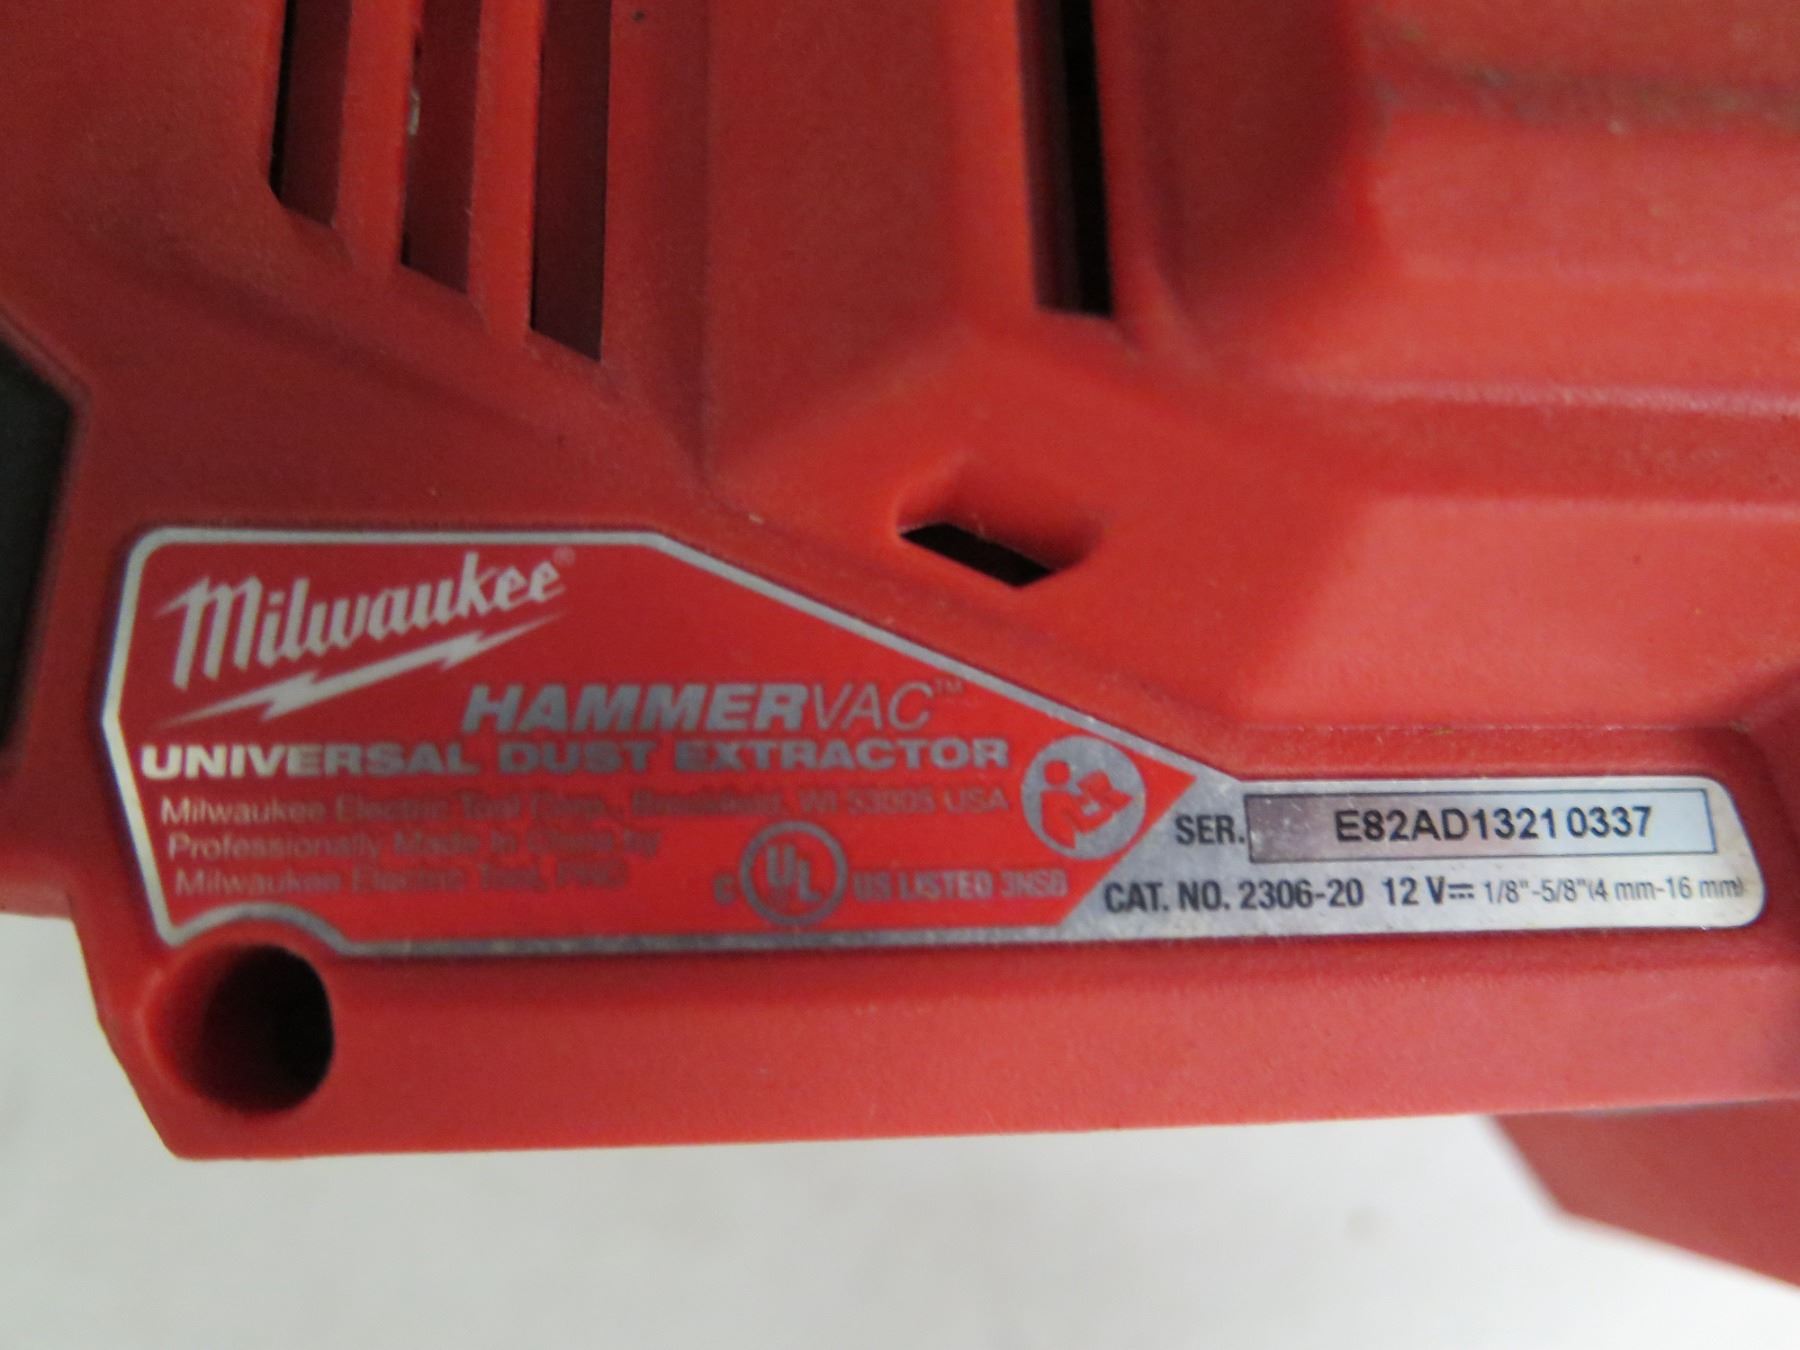 Milwaukee®
HAMMERVAC™
UNIVERSAL DUST EXTRACTOR
Milwaukee Electric Tool Corp., Brookfield, WI 53005 USA
Professionally Made in China by
Milwaukee Electric Tool, PRC
C UL US LISTED 3NSB
SER. E82AD13210337
CAT. NO. 2306-20 12 V⎓ 1/8"-5/8"(4 mm-16 mm)